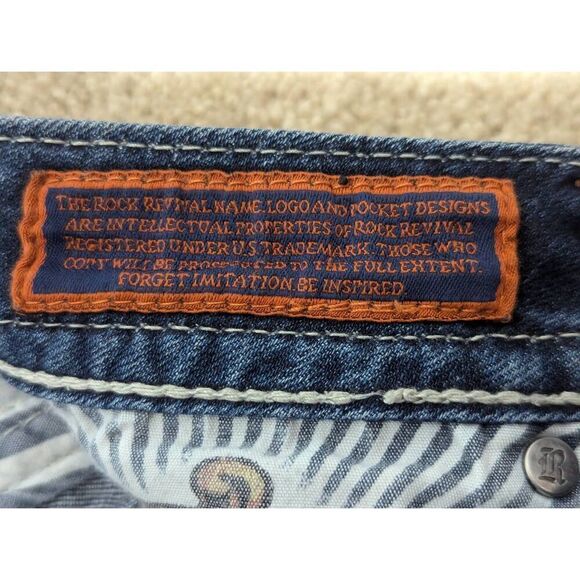 THE ROCK REVIVAL NAME, LOGO AND POCKET DESIGNS
ARE INTELLECTUAL PROPERTIES OF ROCK REVIVAL
REGISTERED UNDER U.S. TRADEMARK. THOSE WHO
COPY WILL BE PROSECUTED TO THE FULL EXTENT.
FORGET IMITATION, BE INSPIRED.
R